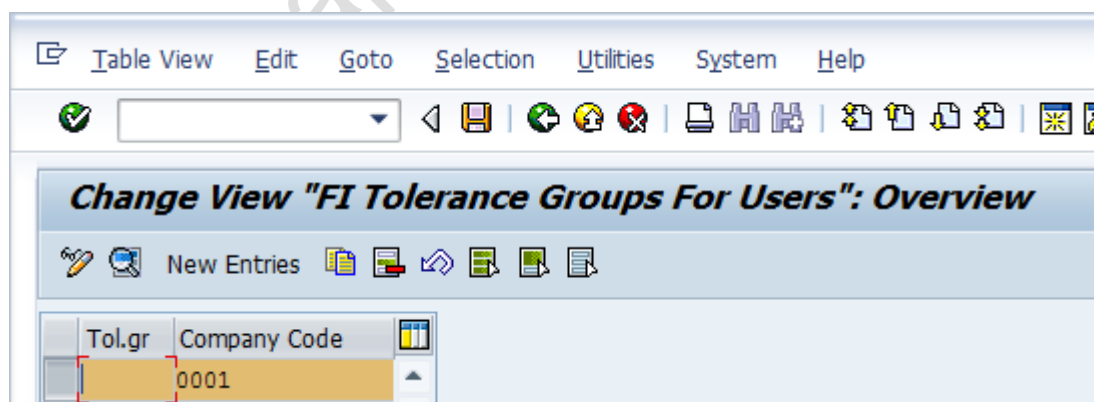 Table View Edit Goto Selection Utilities System Help
Change View "FI Tolerance Groups For Users": Overview
New Entries
Tol.gr Company Code
0001